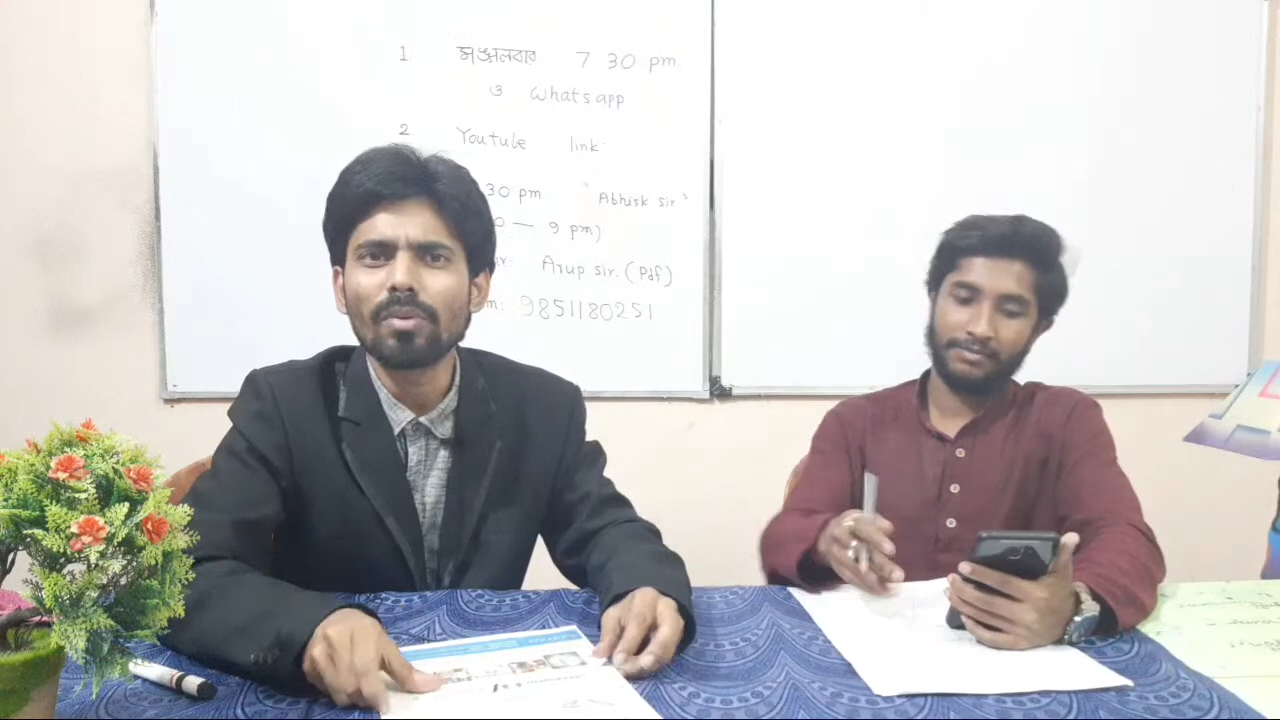 1 মঙ্গলবার 7 30 pm
ও Whatsapp
2 Youtube link
30 pm "Abhisk sir"
0 — 9 pm)
Arup sir. (Pdf)
m: 9851180251